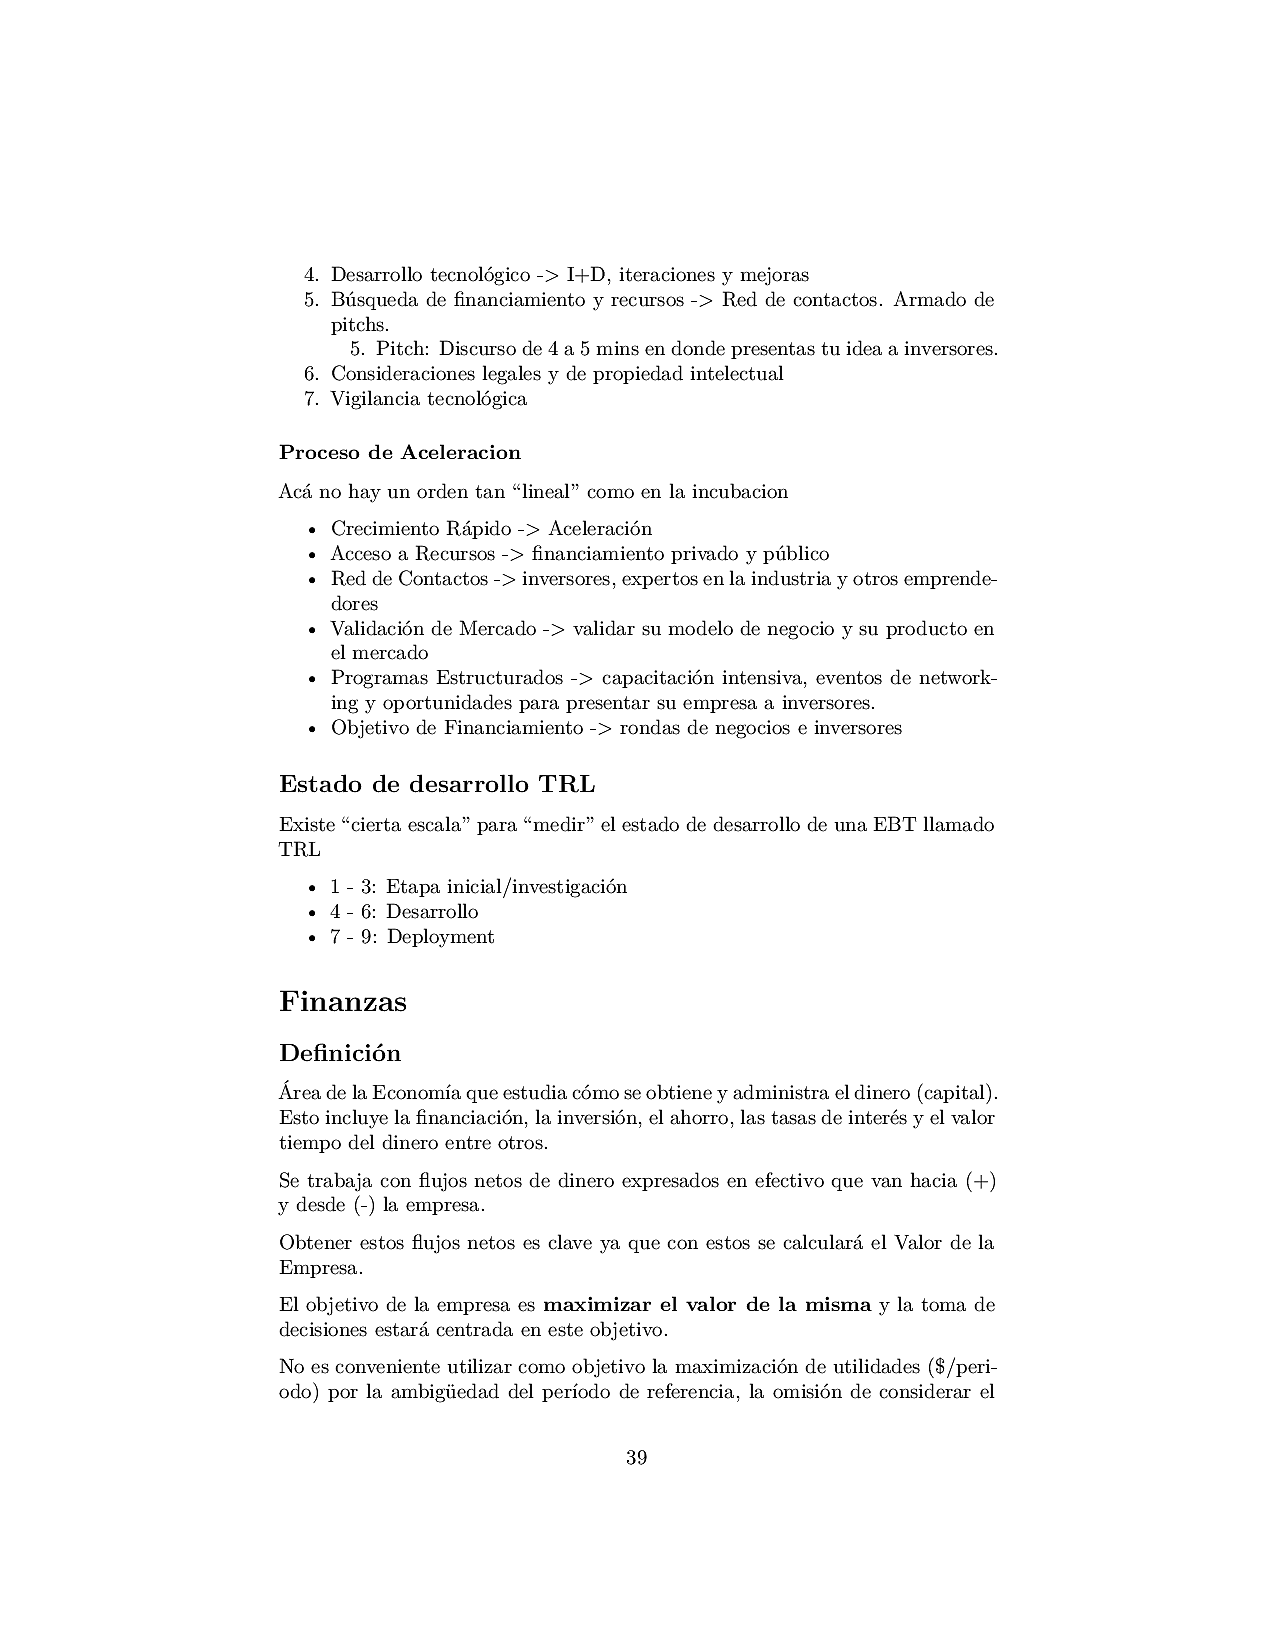 4. Desarrollo tecnológico -> I+D, iteraciones y mejoras
5. Búsqueda de financiamiento y recursos -> Red de contactos. Armado de
pitchs.
5. Pitch: Discurso de 4 a 5 mins en donde presentas tu idea a inversores.
6. Consideraciones legales y de propiedad intelectual
7. Vigilancia tecnológica
Proceso de Aceleracion
Acá no hay un orden tan “lineal” como en la incubacion
• Crecimiento Rápido -> Aceleración
• Acceso a Recursos -> financiamiento privado y público
• Red de Contactos -> inversores, expertos en la industria y otros emprende-
dores
• Validación de Mercado -> validar su modelo de negocio y su producto en
el mercado
• Programas Estructurados -> capacitación intensiva, eventos de network-
ing y oportunidades para presentar su empresa a inversores.
• Objetivo de Financiamiento -> rondas de negocios e inversores
Estado de desarrollo TRL
Existe “cierta escala” para “medir” el estado de desarrollo de una EBT llamado
TRL
• 1 - 3: Etapa inicial/investigación
• 4 - 6: Desarrollo
• 7 - 9: Deployment
Finanzas
Definición
Área de la Economía que estudia cómo se obtiene y administra el dinero (capital).
Esto incluye la financiación, la inversión, el ahorro, las tasas de interés y el valor
tiempo del dinero entre otros.
Se trabaja con flujos netos de dinero expresados en efectivo que van hacia (+)
y desde (-) la empresa.
Obtener estos flujos netos es clave ya que con estos se calculará el Valor de la
Empresa.
El objetivo de la empresa es maximizar el valor de la misma y la toma de
decisiones estará centrada en este objetivo.
No es conveniente utilizar como objetivo la maximización de utilidades ($/peri-
odo) por la ambigüedad del período de referencia, la omisión de considerar el
39